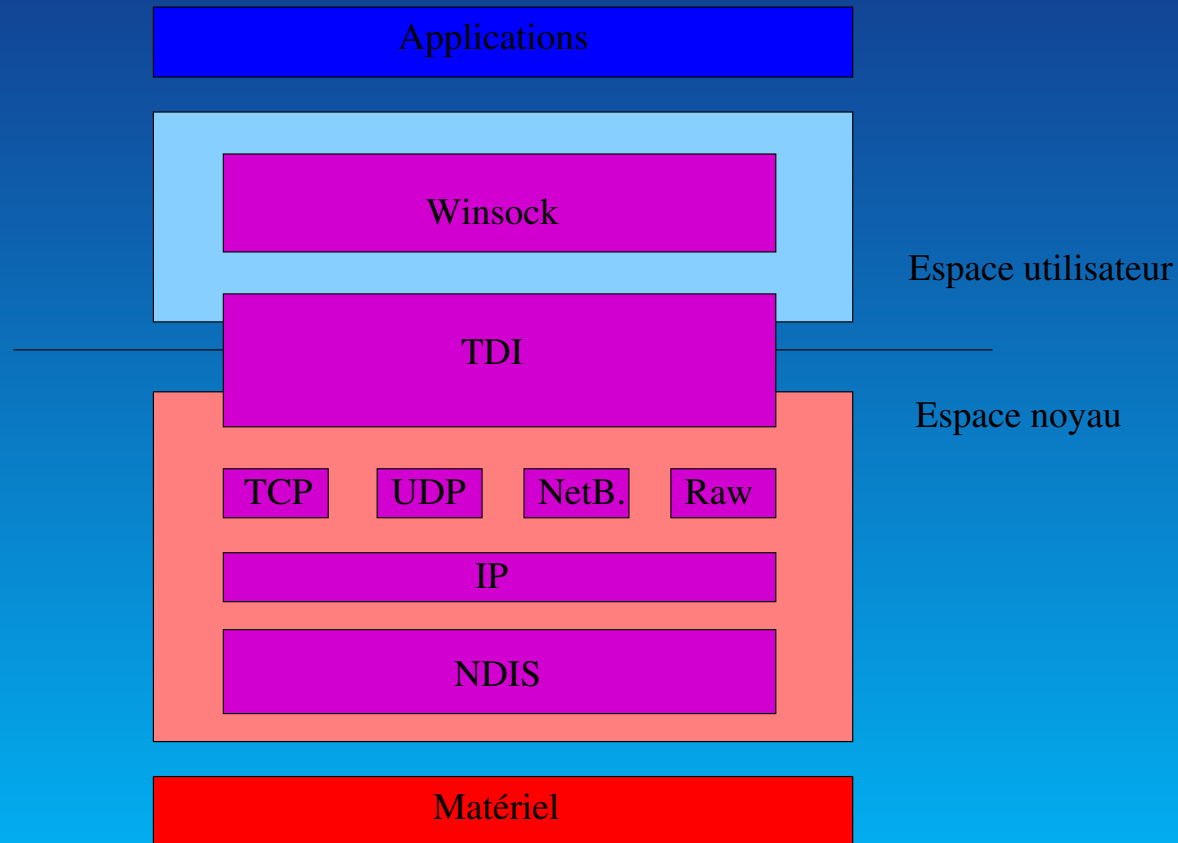 Applications
Winsock
Espace utilisateur
TDI
Espace noyau
TCP UDP NetB. Raw
IP
NDIS
Matériel